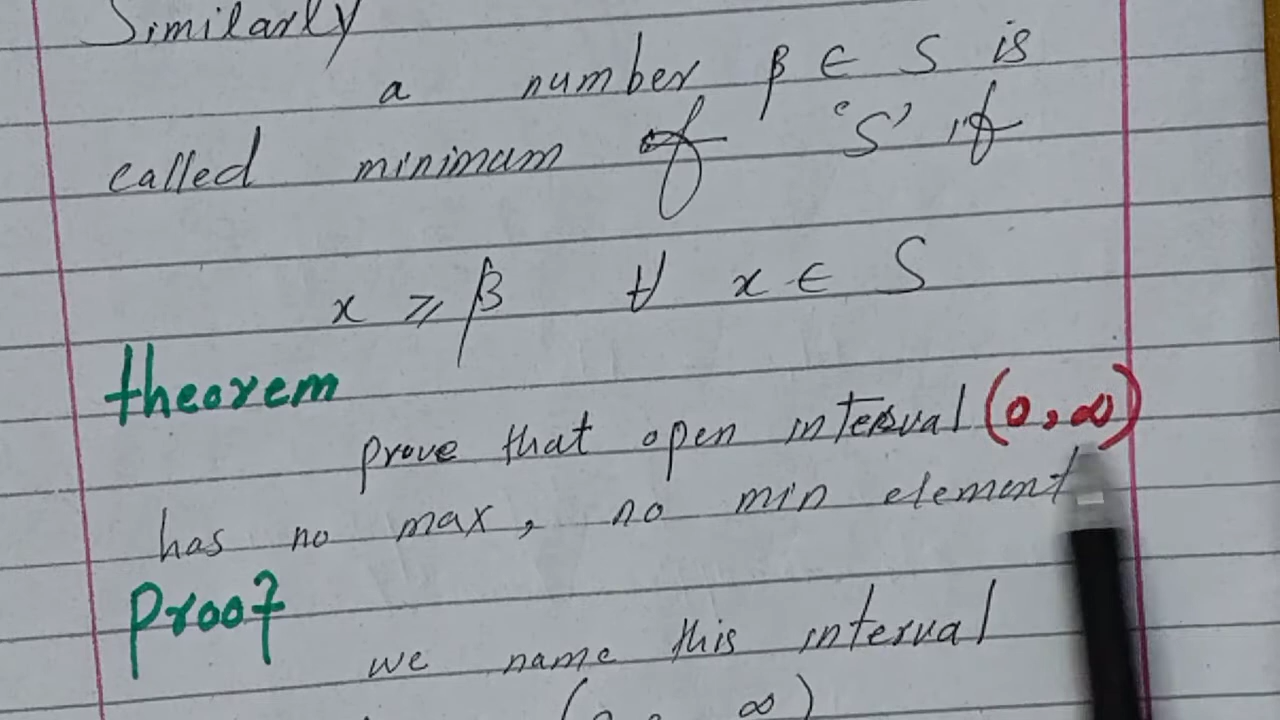 Similarly
a number β ∈ S is
called minimum of 'S' if
x ≥ β ∀ x ∈ S
theorem
prove that open interval (0, ∞)
has no max, no min element
Proof
we name this interval
(0, ∞)